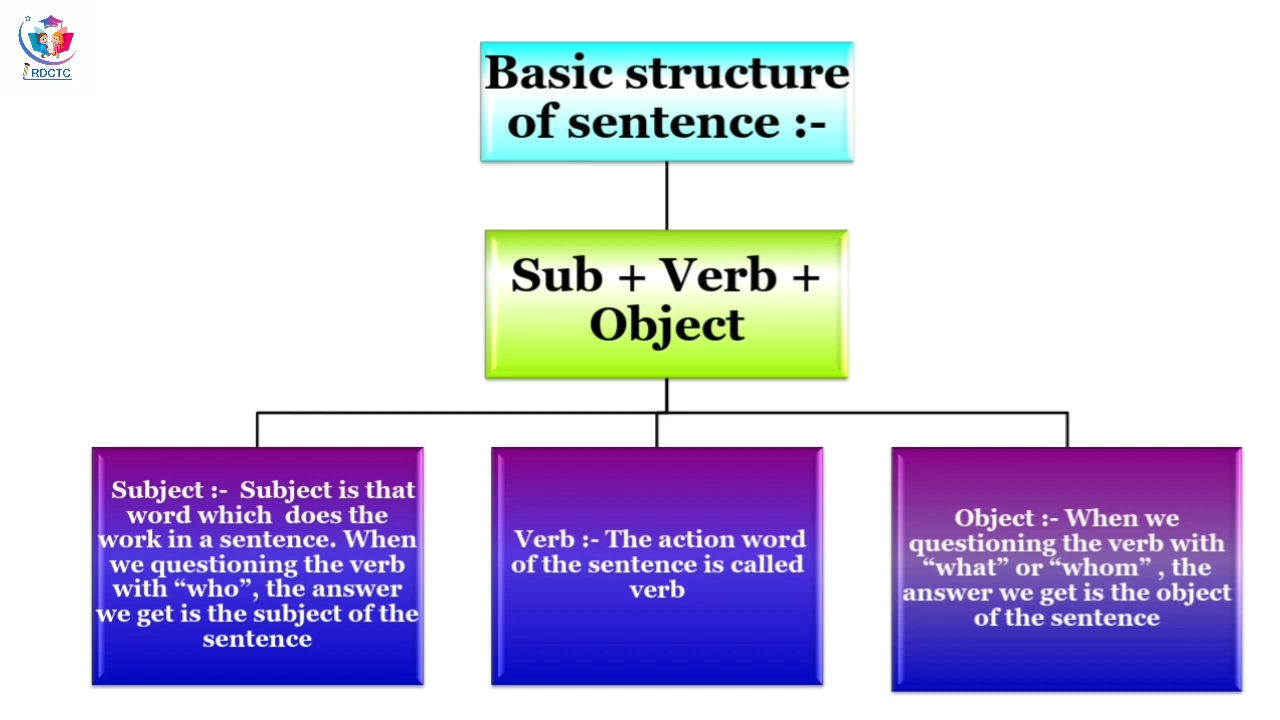 RDCTC
Basic structure
of sentence :-
Sub + Verb +
Object
Subject :- Subject is that
word which does the
work in a sentence. When
we questioning the verb
with “who”, the answer
we get is the subject of the
sentence
Verb :- The action word
of the sentence is called
verb
Object :- When we
questioning the verb with
“what” or “whom” , the
answer we get is the object
of the sentence